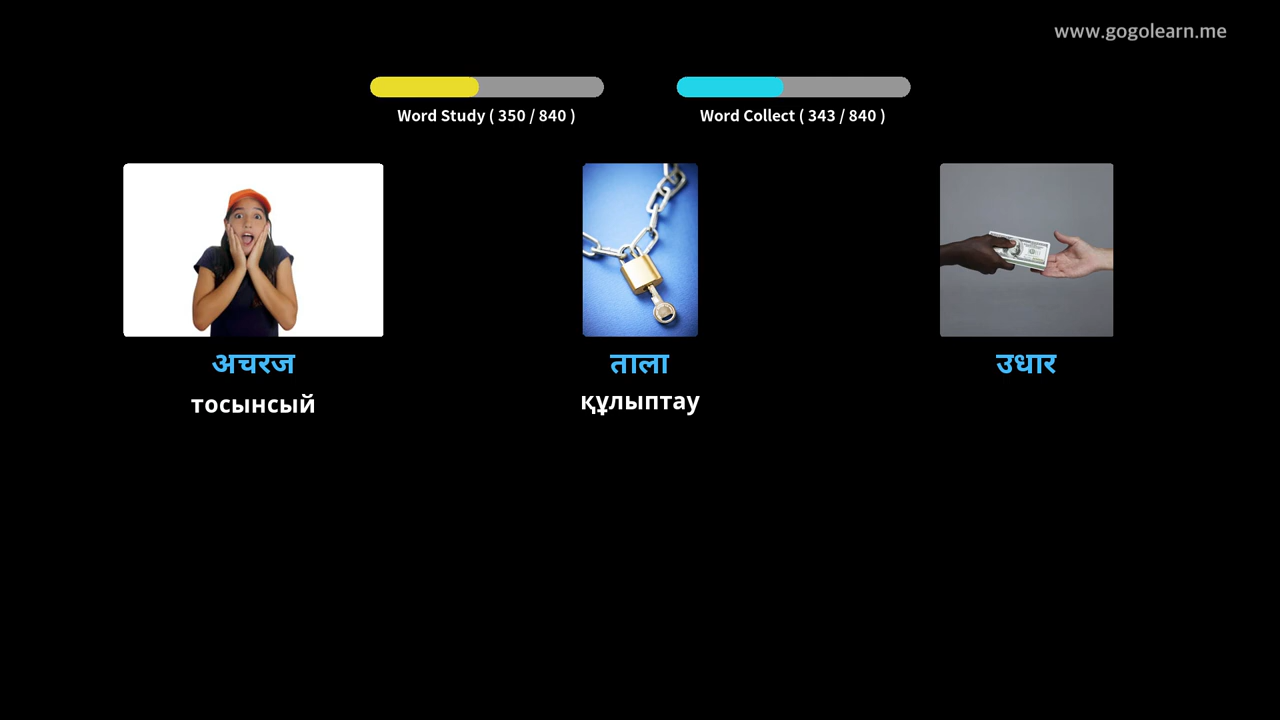 www.gogolearn.me
Word Study ( 350 / 840 )
Word Collect ( 343 / 840 )
अचरज
ताला
उधार
тосынсый
құлыптау